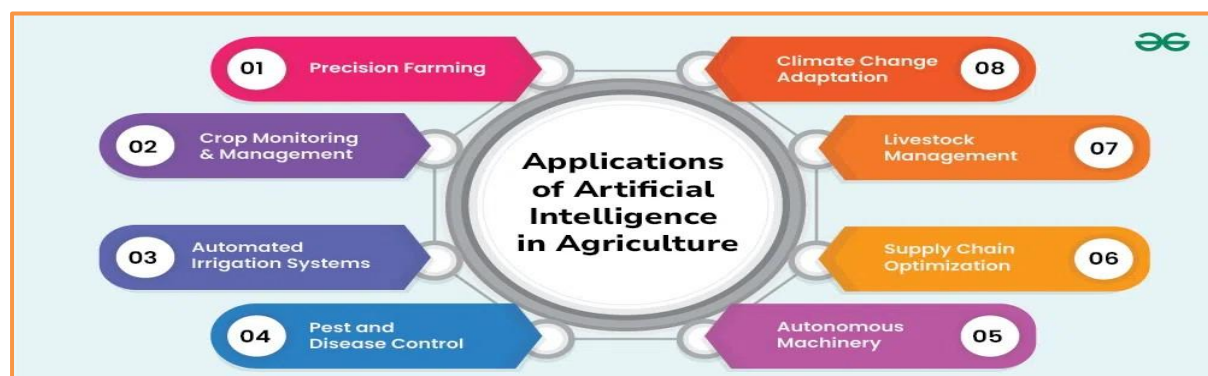 Applications
of Artificial
Intelligence
in Agriculture
01
Precision Farming
02
Crop Monitoring
& Management
03
Automated
Irrigation Systems
04
Pest and
Disease Control
05
Autonomous
Machinery
06
Supply Chain
Optimization
07
Livestock
Management
08
Climate Change
Adaptation